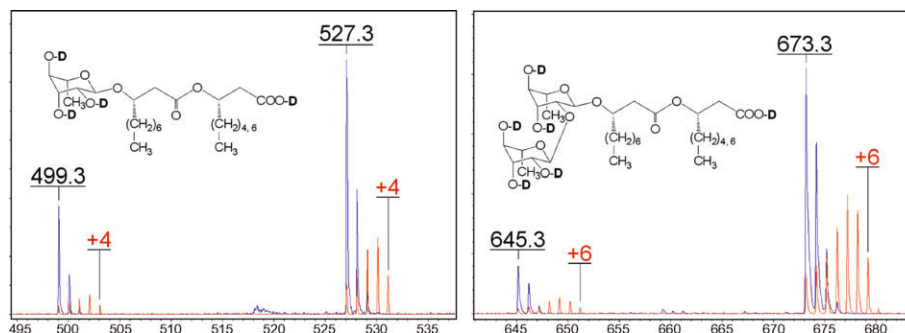 527.3
O-D
O-D
O
O
O
O
COO-D
CH₃O-D
O-D
O
(CH₂)₆
(CH₂)₄,₆
CH₃
CH₃
499.3
+4
+4
495 500 505 510 515 520 525 530 535
673.3
O-D
O
O
O
O-D
CH₃
O
COO-D
O-D
O
O
(CH₂)₆
(CH₂)₄,₆
O-D
CH₃O-D
CH₃
CH₃
O-D
+6
645.3
+6
645 650 655 660 665 670 675 680